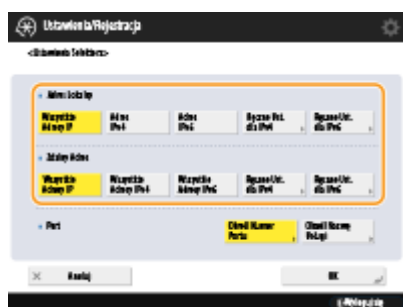 Ustawienia/Rejestracja
<Ustawienia Selektora>
Adres Lokalny
Wszystkie
Adresy IP
Adres
IPv4
Adres
IPv6
Ręczne Ust.
dla IPv4
Ręczne Ust.
dla IPv6
Zdalny Adres
Wszystkie
Adresy IP
Wszystkie
Adresy IPv4
Wszystkie
Adresy IPv6
Ręczne Ust.
dla IPv4
Ręczne Ust.
dla IPv6
Port
Określ Numer
Portu
Określ Nazwę
Usługi
Anuluj
OK